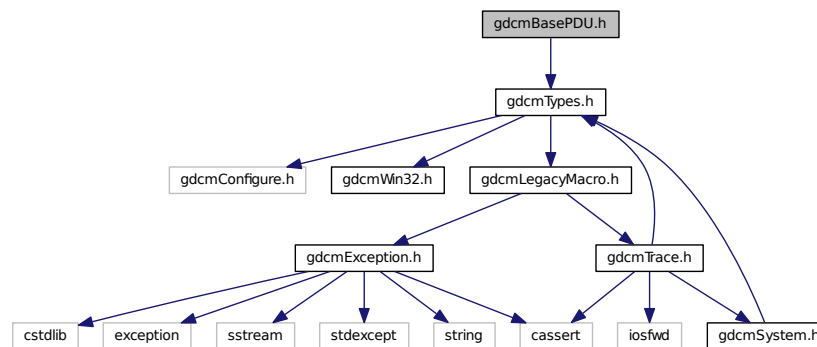 gdcmBasePDU.h
gdcmTypes.h
gdcmConfigure.h
gdcmWin32.h
gdcmLegacyMacro.h
gdcmException.h
gdcmTrace.h
cstdlib
exception
sstream
stdexcept
string
cassert
iosfwd
gdcmSystem.h